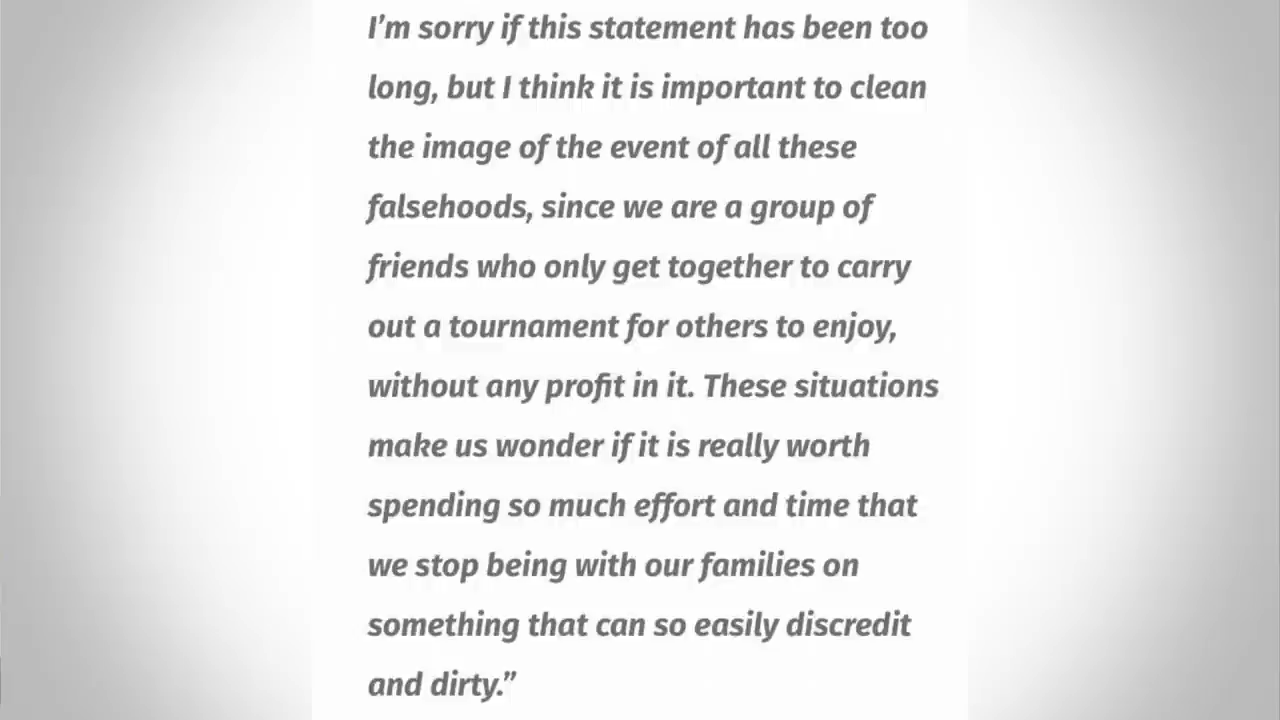 I’m sorry if this statement has been too
long, but I think it is important to clean
the image of the event of all these
falsehoods, since we are a group of
friends who only get together to carry
out a tournament for others to enjoy,
without any profit in it. These situations
make us wonder if it is really worth
spending so much effort and time that
we stop being with our families on
something that can so easily discredit
and dirty.”